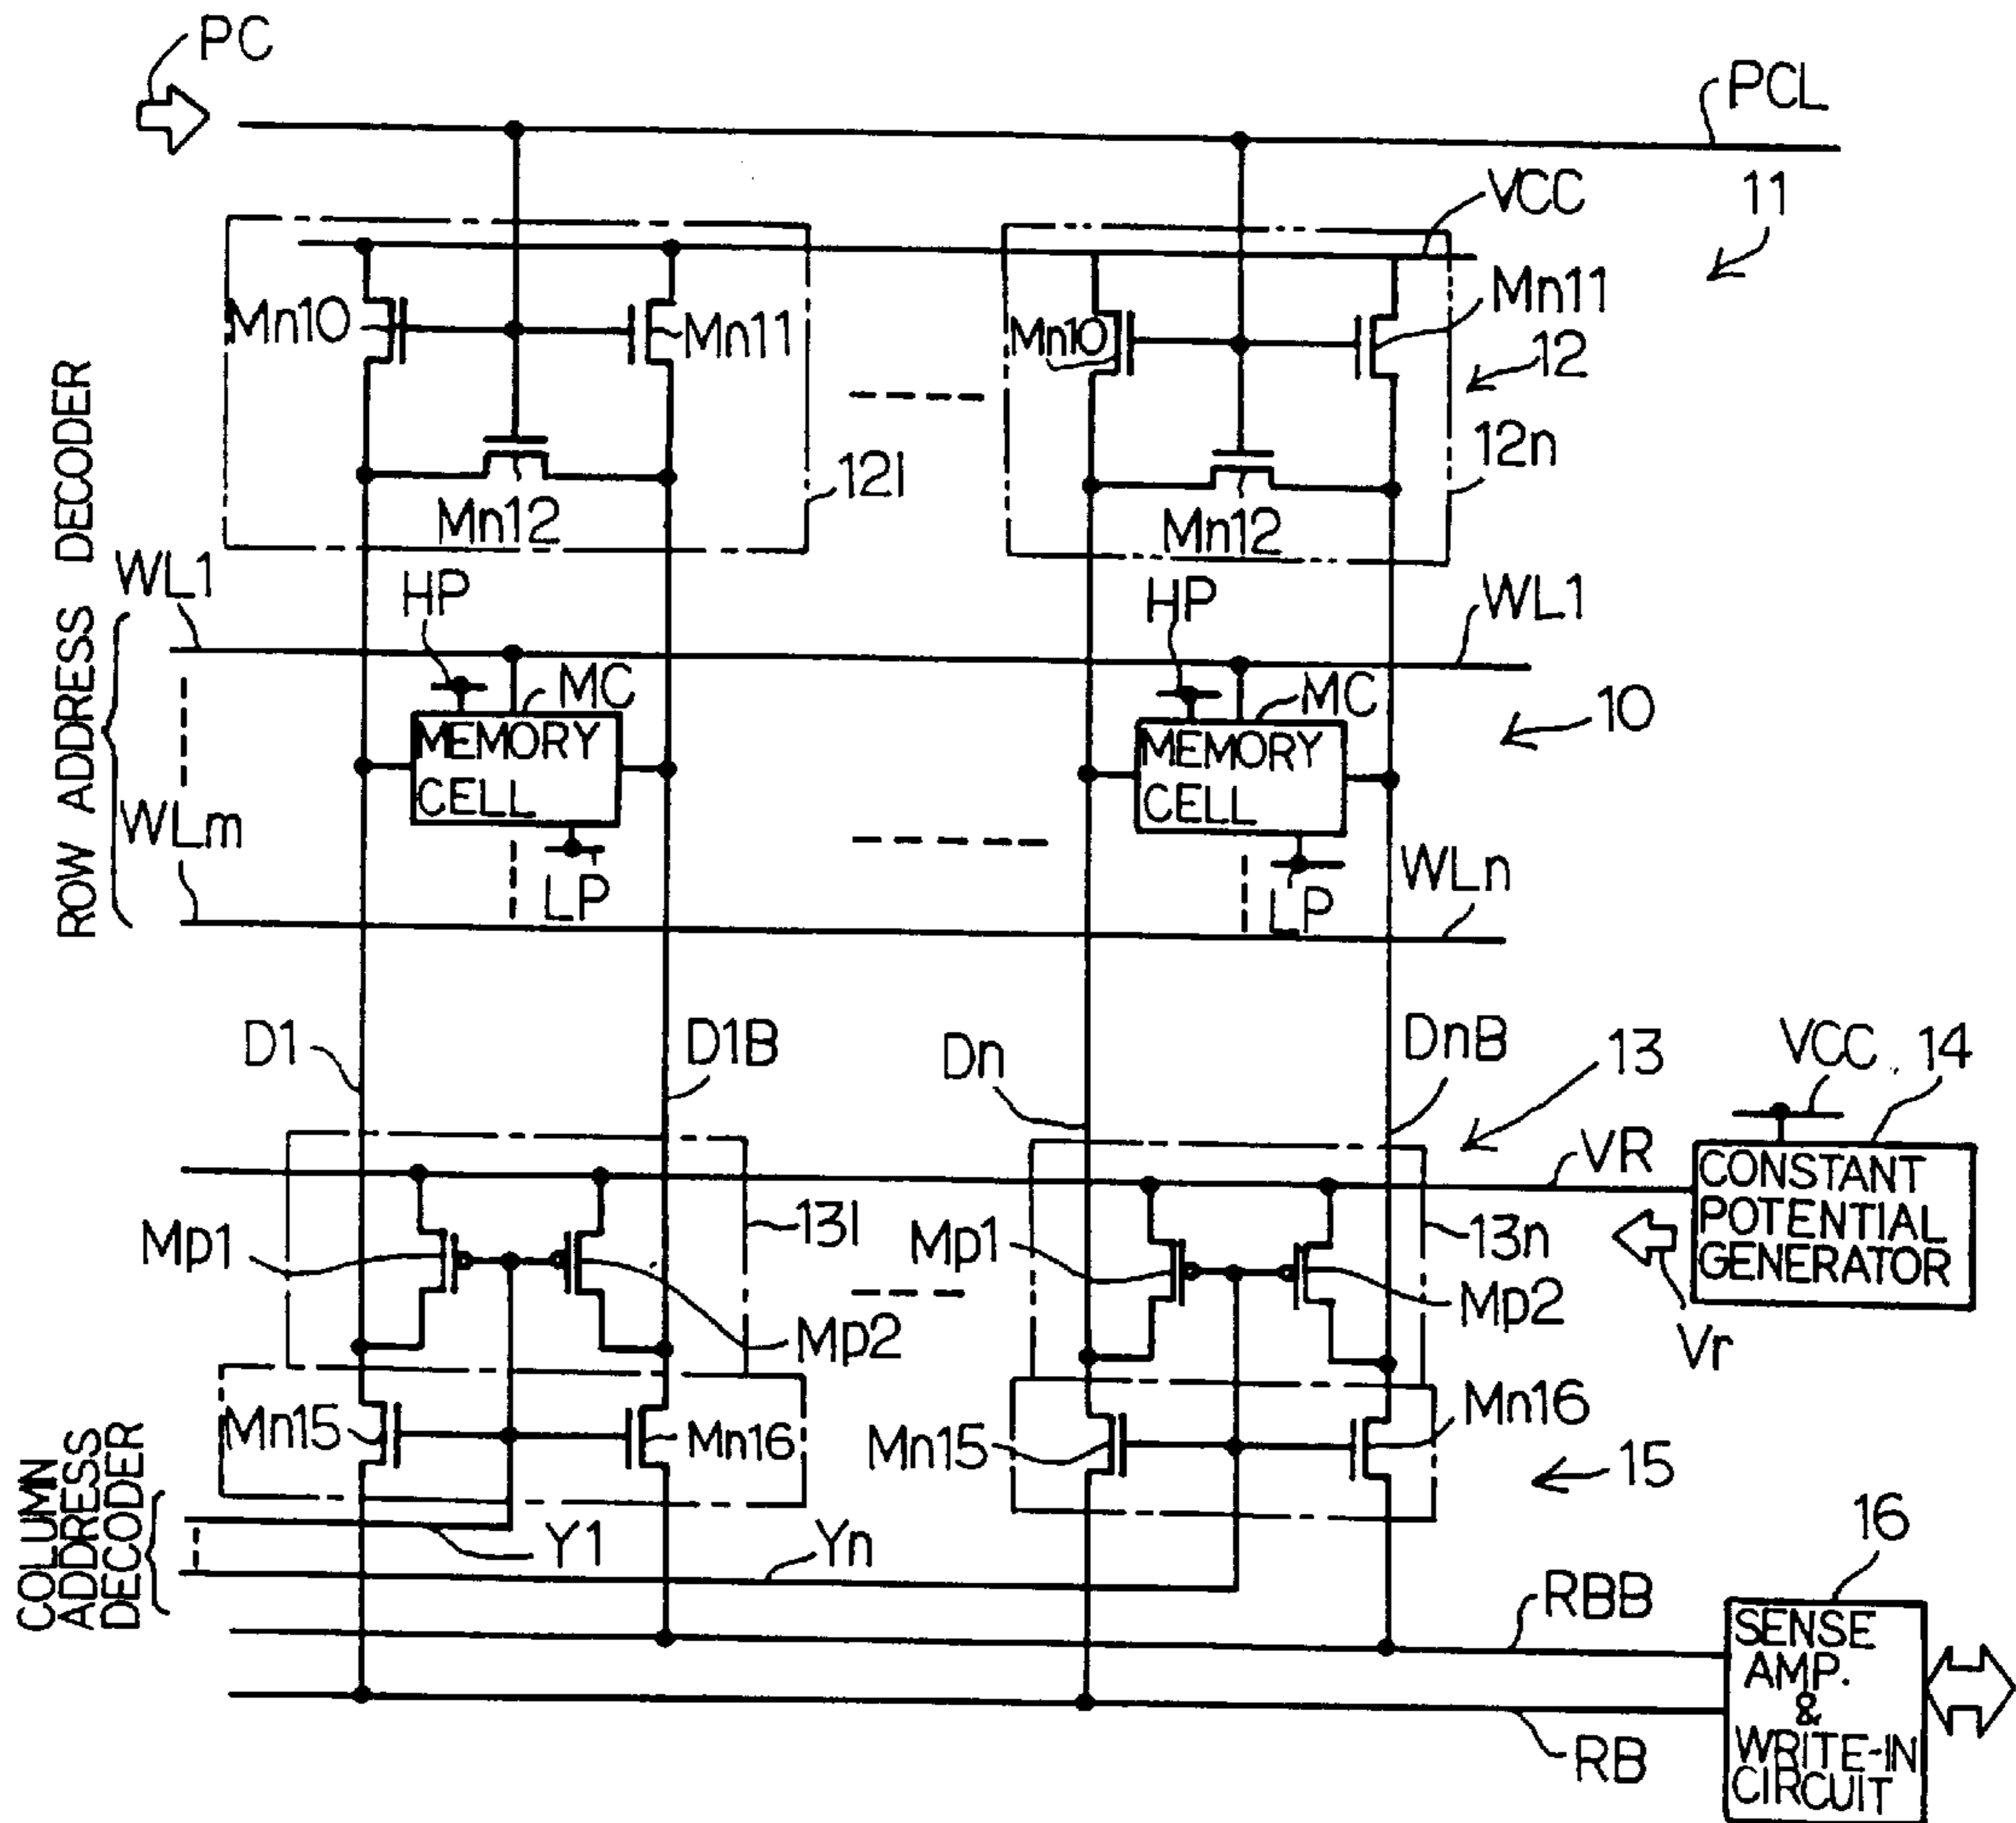 PC
PCL
VCC
11
Mn10
Mn11
Mn10
Mn11
12
12l
12n
Mn12
Mn12
ROW ADDRESS DECODER
WL1
HP
HP
WL1
MC
MC
10
MEMORY
CELL
MEMORY
CELL
WLm
LP
LP
WLn
D1
D1B
Dn
DnB
13
VCC
14
VR
CONSTANT
POTENTIAL
GENERATOR
Mp1
13l
Mp1
13n
Mp2
Mp2
Vr
Mn15
Mn16
Mn15
Mn16
15
COLUMN
ADDRESS
DECODER
Y1
Yn
16
RBB
SENSE
AMP.
&
WRITE-IN
CIRCUIT
RB